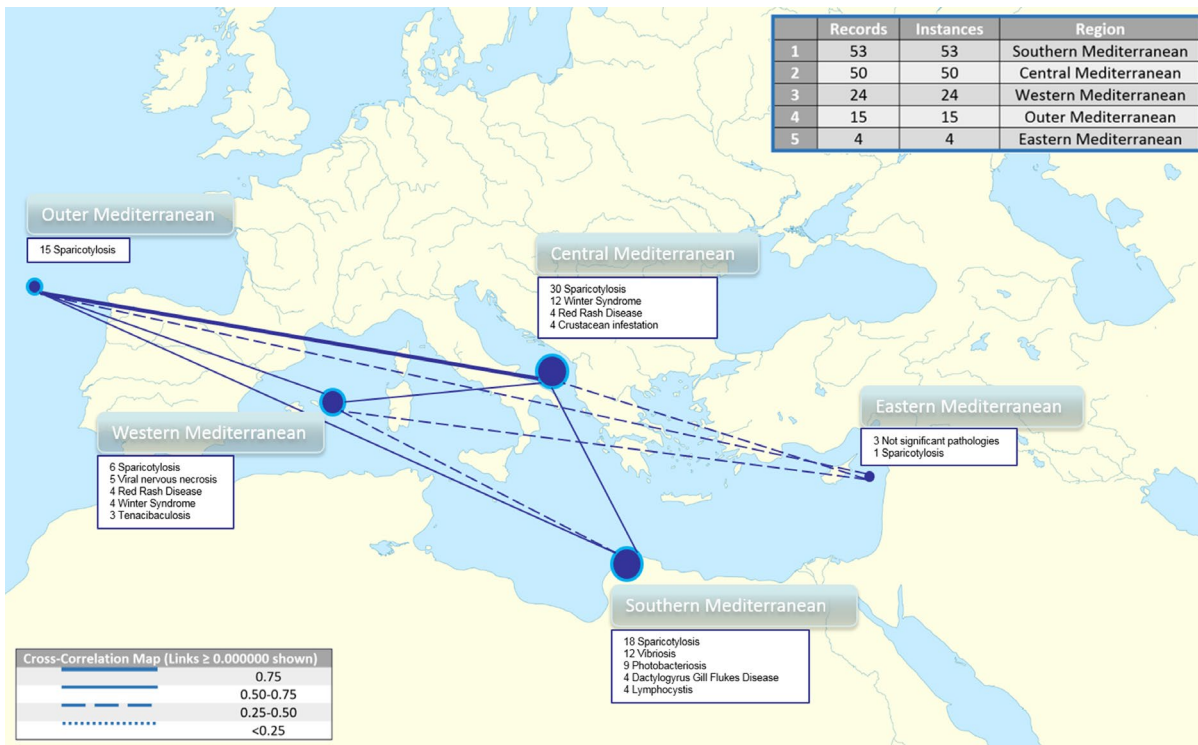 Records Instances Region
1 53 53 Southern Mediterranean
2 50 50 Central Mediterranean
3 24 24 Western Mediterranean
4 15 15 Outer Mediterranean
5 4 4 Eastern Mediterranean
Outer Mediterranean
15 Sparicotylosis
Central Mediterranean
30 Sparicotylosis
12 Winter Syndrome
4 Red Rash Disease
4 Crustacean infestation
Eastern Mediterranean
3 Not significant pathologies
1 Sparicotylosis
Western Mediterranean
6 Sparicotylosis
5 Viral nervous necrosis
4 Red Rash Disease
4 Winter Syndrome
3 Tenacibaculosis
Southern Mediterranean
18 Sparicotylosis
12 Vibriosis
9 Photobacteriosis
4 Dactylogyrus Gill Flukes Disease
4 Lymphocystis
Cross-Correlation Map (Links ≥ 0.000000 shown)
0.75
0.50-0.75
0.25-0.50
<0.25